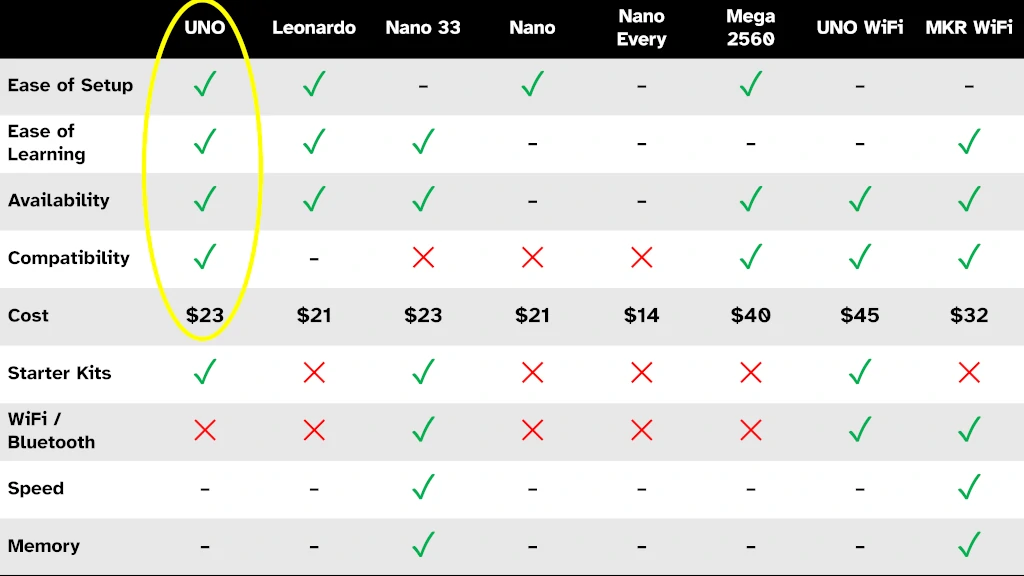 UNO Leonardo Nano 33 Nano Nano Every Mega 2560 UNO WiFi MKR WiFi
Ease of Setup ✓ ✓ – ✓ – ✓ – –
Ease of Learning ✓ ✓ ✓ – – – – ✓
Availability ✓ ✓ ✓ – – ✓ ✓ ✓
Compatibility ✓ – ✗ ✗ ✗ ✓ ✓ ✓
Cost $23 $21 $23 $21 $14 $40 $45 $32
Starter Kits ✓ ✗ ✓ ✗ ✗ ✗ ✓ ✗
WiFi / Bluetooth ✗ ✗ ✓ ✗ ✗ ✗ ✓ ✓
Speed – – ✓ – – – – ✓
Memory – – ✓ – – – – ✓